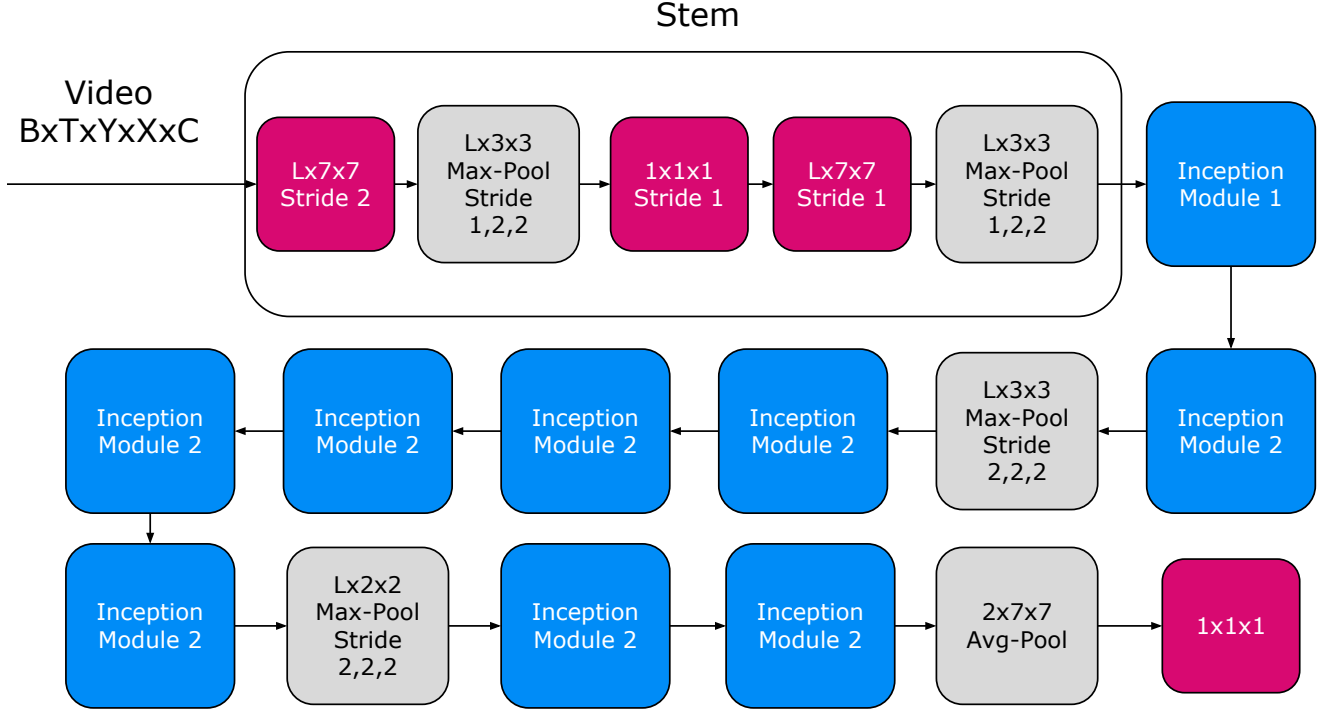 Stem
Video
BxTxYxXxC
Lx7x7
Stride 2
Lx3x3
Max-Pool
Stride
1,2,2
1x1x1
Stride 1
Lx7x7
Stride 1
Lx3x3
Max-Pool
Stride
1,2,2
Inception
Module 1
Inception
Module 2
Lx3x3
Max-Pool
Stride
2,2,2
Inception
Module 2
Inception
Module 2
Inception
Module 2
Inception
Module 2
Inception
Module 2
Lx2x2
Max-Pool
Stride
2,2,2
Inception
Module 2
Inception
Module 2
2x7x7
Avg-Pool
1x1x1